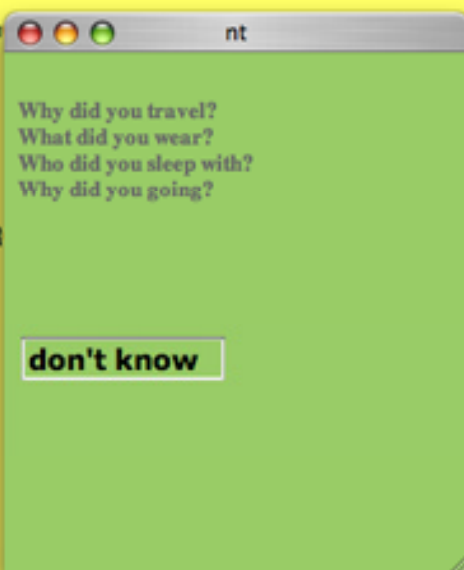 nt
Why did you travel?
What did you wear?
Who did you sleep with?
Why did you going?
don't know